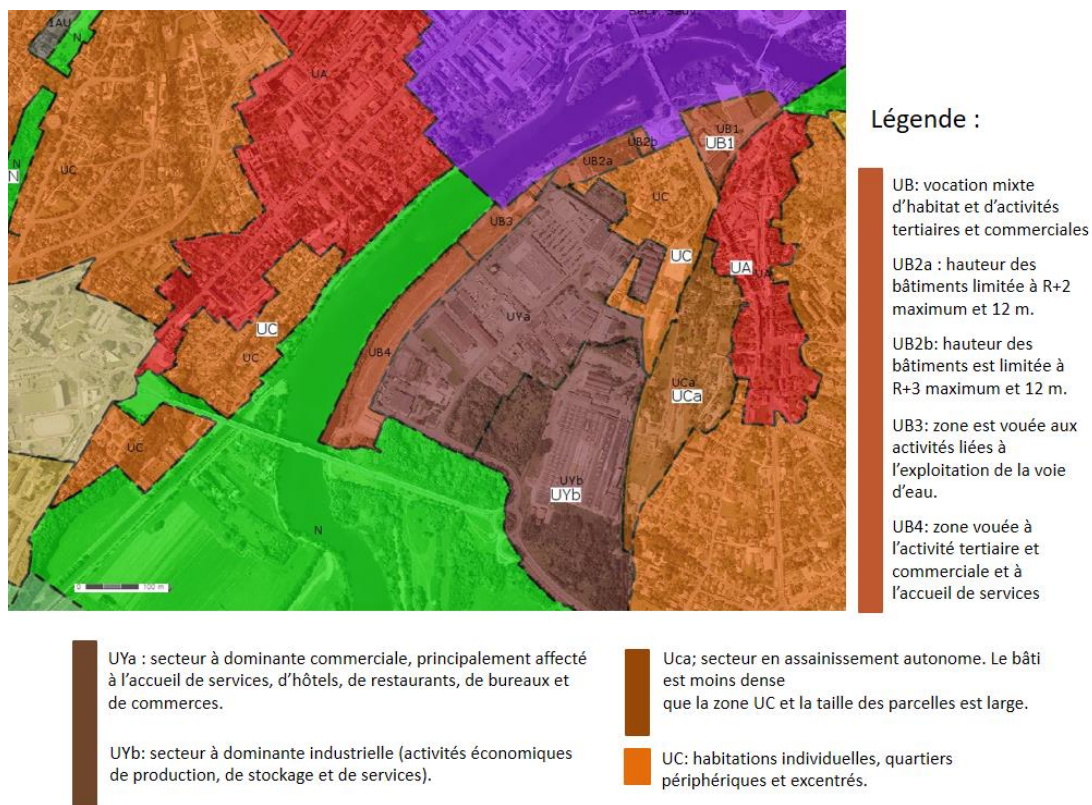 1AU
N
UA
UC
N
N
UB1
UB1
UB2b
UB2a
UC
UB3
UC
UA
UA
UYa
UC
UC
UB4
UCa
UCa
UC
UYb
UYb
N
0 100 m
Légende :
UB: vocation mixte
d’habitat et d’activités
tertiaires et commerciales
UB2a : hauteur des
bâtiments limitée à R+2
maximum et 12 m.
UB2b: hauteur des
bâtiments est limitée à
R+3 maximum et 12 m.
UB3: zone est vouée aux
activités liées à
l’exploitation de la voie
d’eau.
UB4: zone vouée à
l’activité tertiaire et
commerciale et à
l’accueil de services
UYa : secteur à dominante commerciale, principalement affecté
à l’accueil de services, d’hôtels, de restaurants, de bureaux et
de commerces.
UYb: secteur à dominante industrielle (activités économiques
de production, de stockage et de services).
Uca; secteur en assainissement autonome. Le bâti
est moins dense
que la zone UC et la taille des parcelles est large.
UC: habitations individuelles, quartiers
périphériques et excentrés.